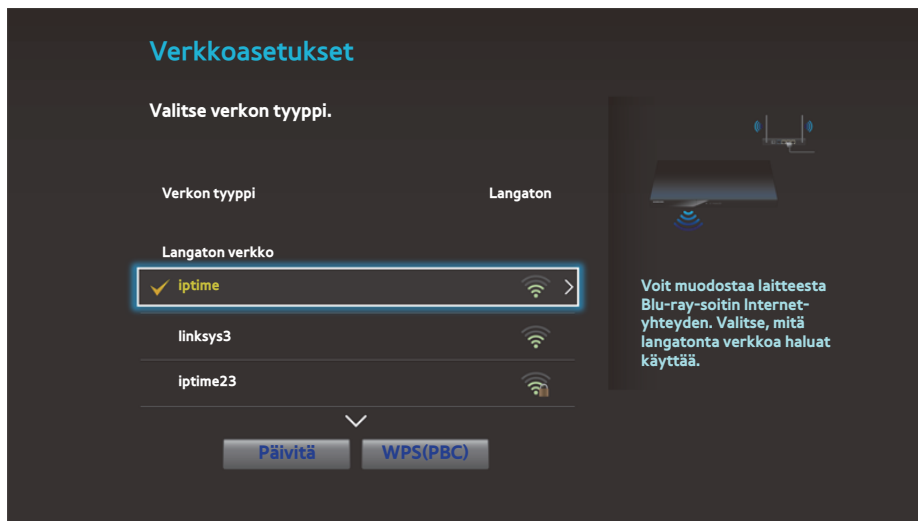 Verkkoasetukset
Valitse verkon tyyppi.
Verkon tyyppi Langaton
Langaton verkko
iptime
linksys3
iptime23
Päivitä WPS(PBC)
Voit muodostaa laitteesta
Blu-ray-soitin Internet-
yhteyden. Valitse, mitä
langatonta verkkoa haluat
käyttää.